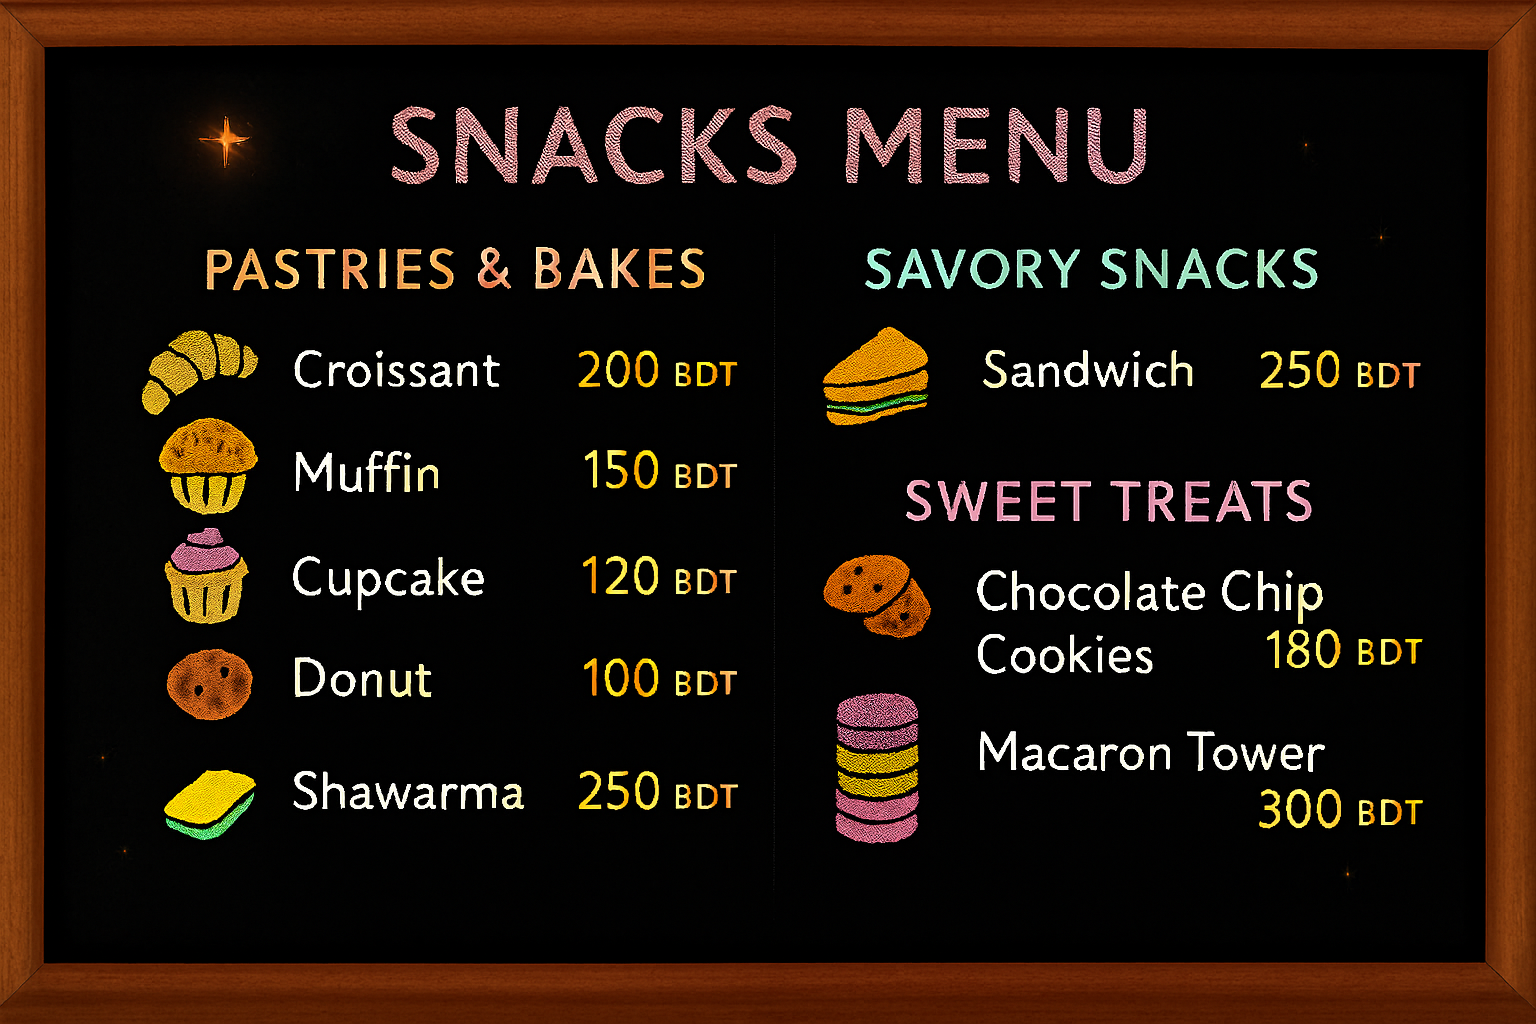 SNACKS MENU
PASTRIES & BAKES
Croissant 200 BDT
Muffin 150 BDT
Cupcake 120 BDT
Donut 100 BDT
Shawarma 250 BDT
SAVORY SNACKS
Sandwich 250 BDT
SWEET TREATS
Chocolate Chip
Cookies 180 BDT
Macaron Tower
300 BDT